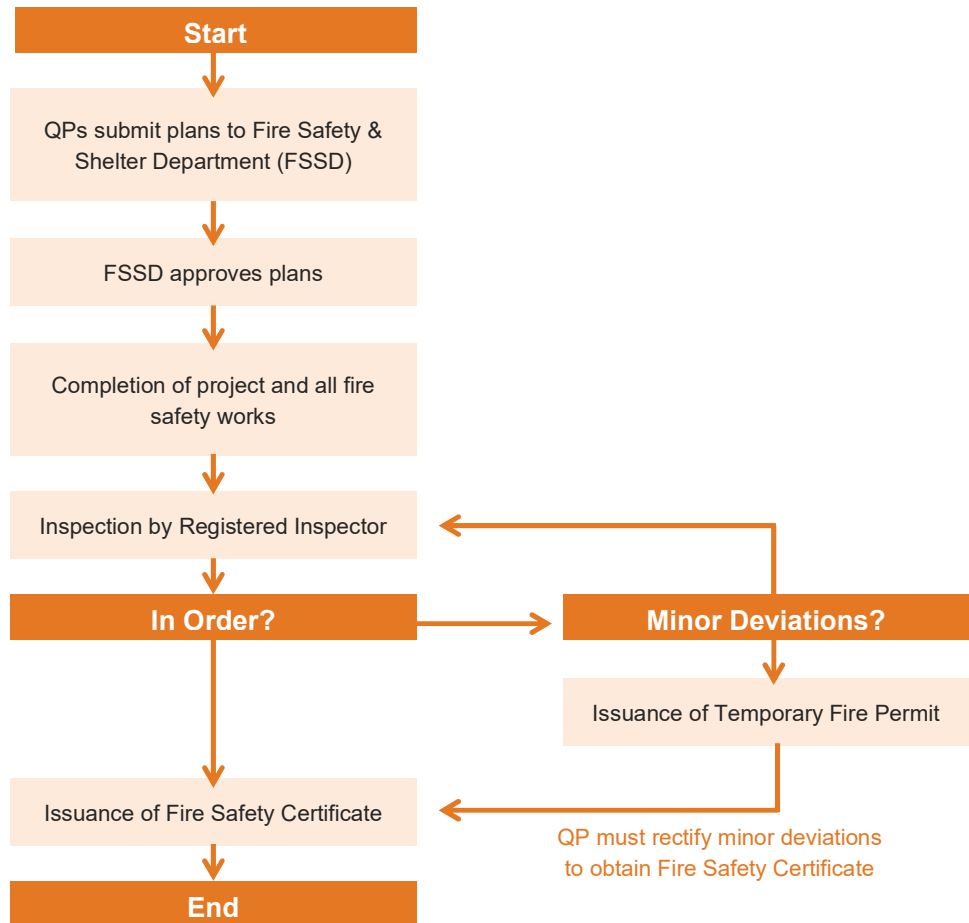 Start
QPs submit plans to Fire Safety &
Shelter Department (FSSD)
FSSD approves plans
Completion of project and all fire
safety works
Inspection by Registered Inspector
In Order?
Minor Deviations?
Issuance of Temporary Fire Permit
Issuance of Fire Safety Certificate
QP must rectify minor deviations
to obtain Fire Safety Certificate
End